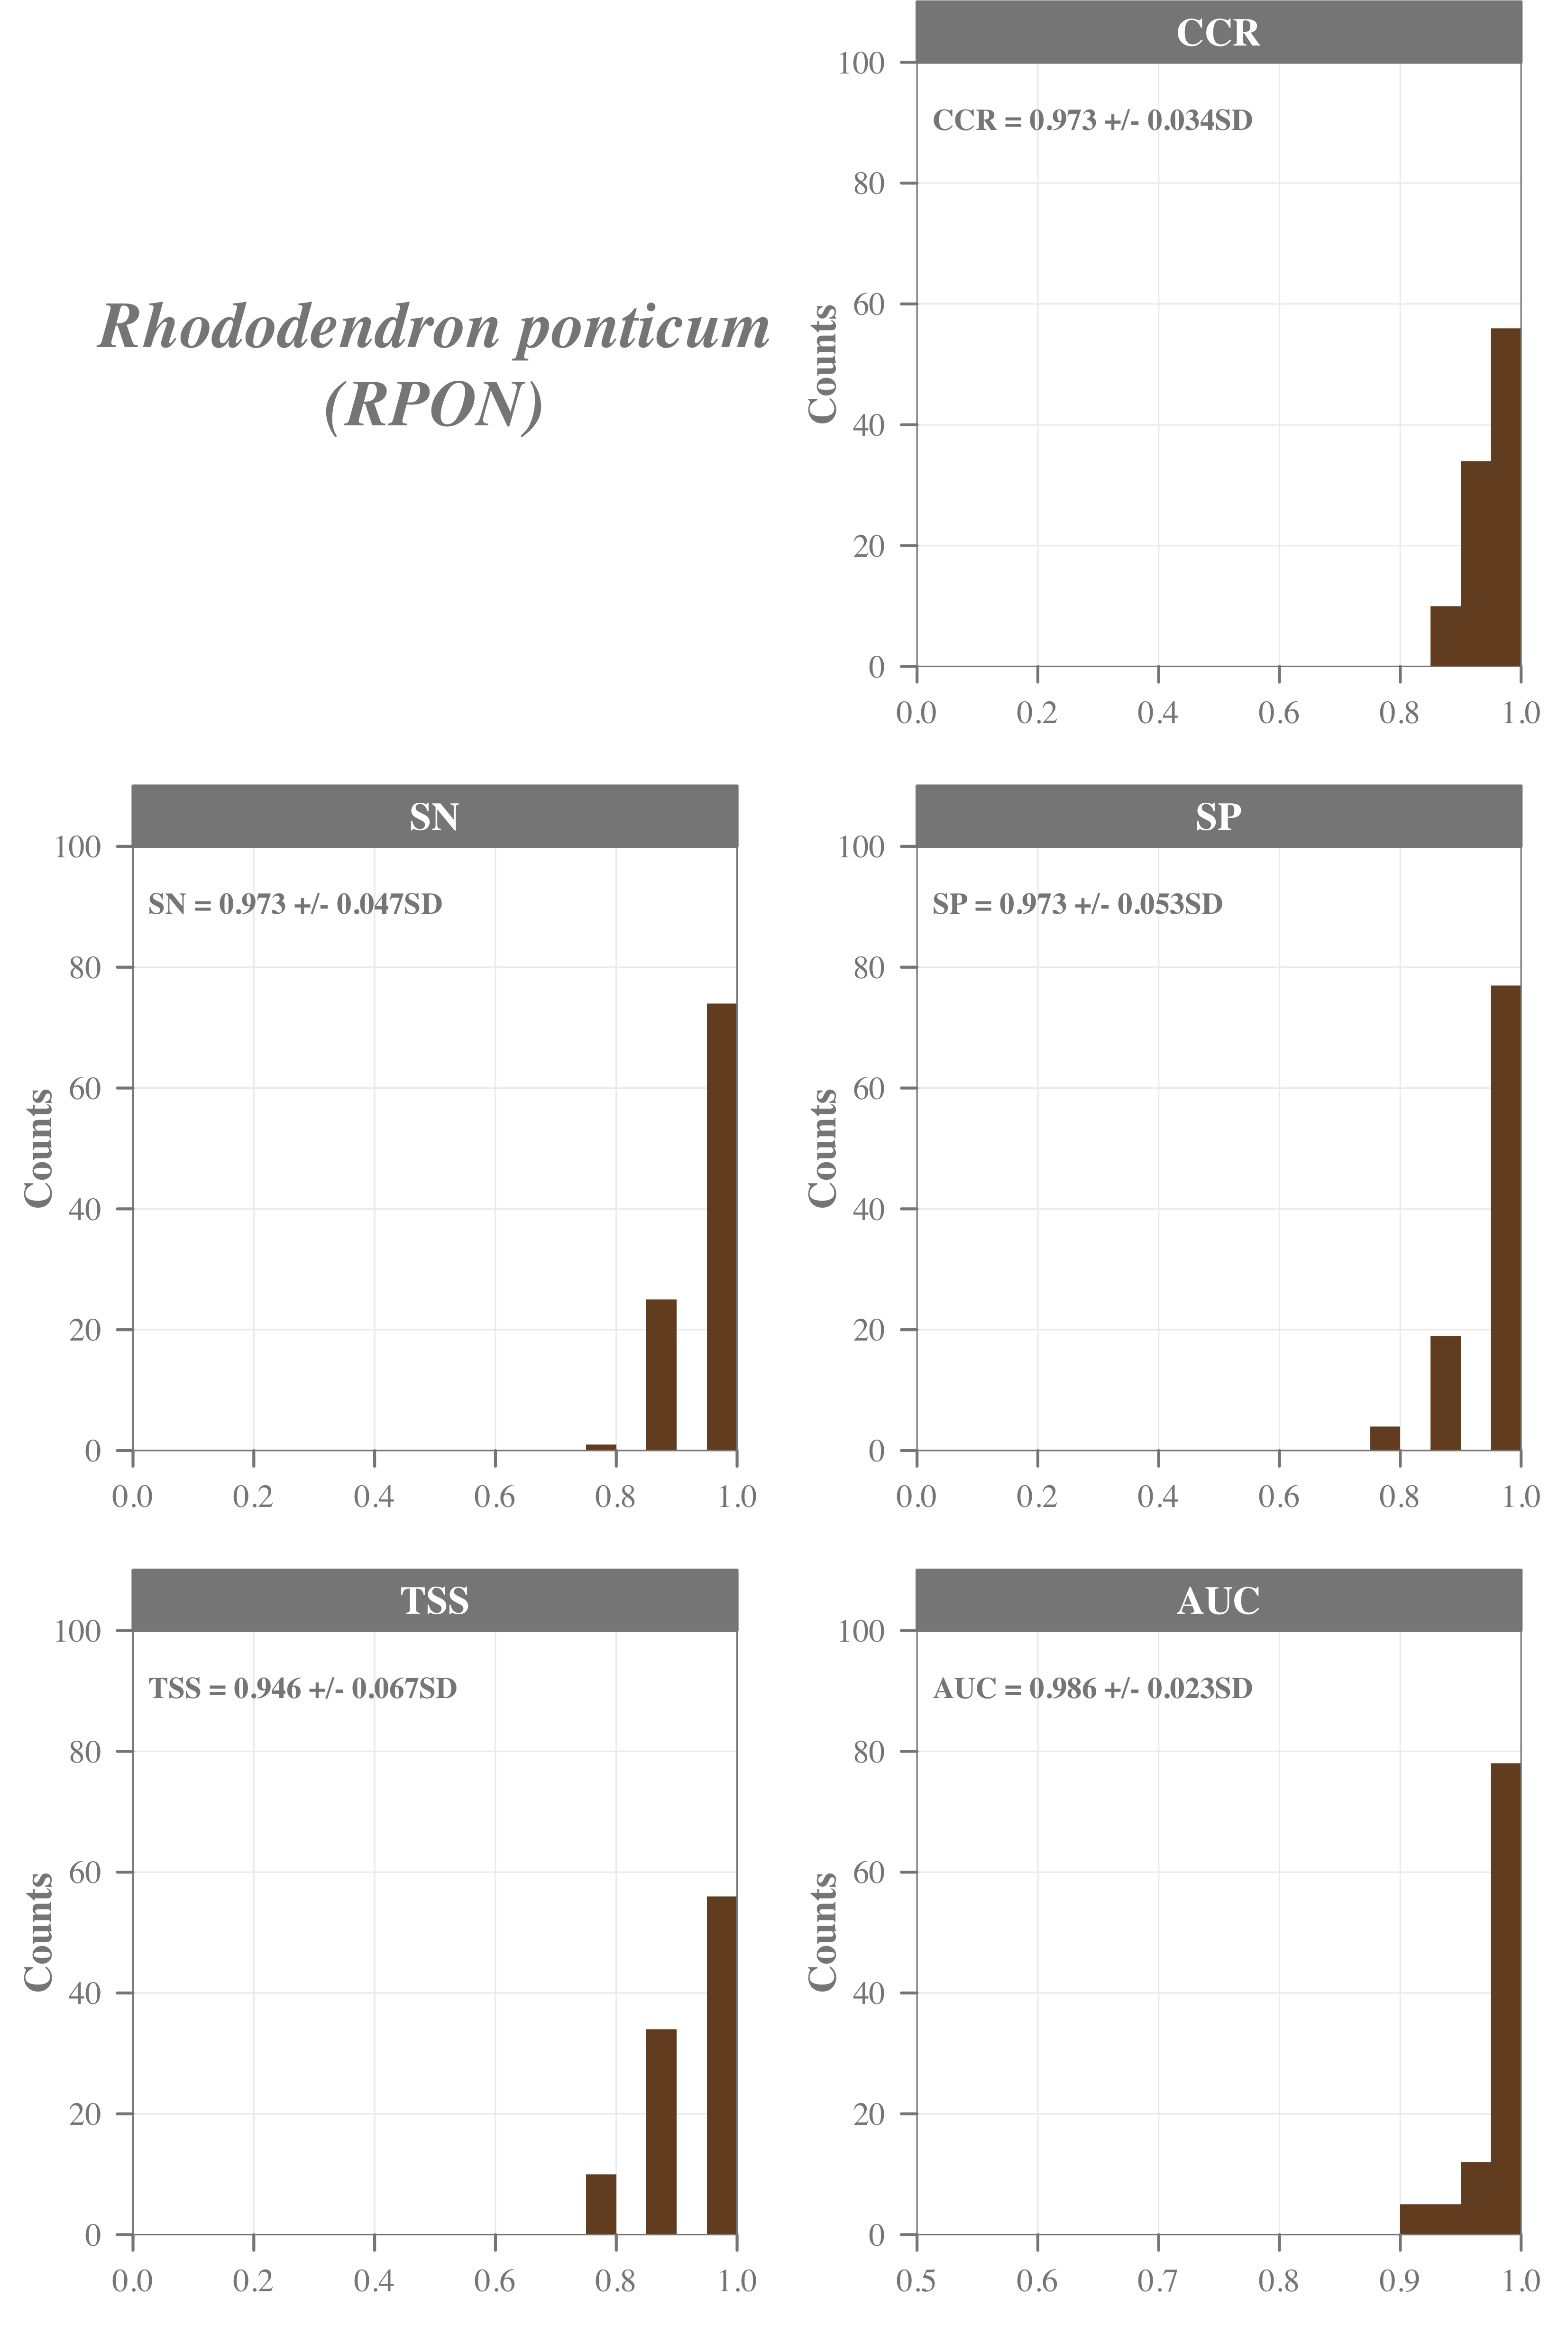 CCR
100
CCR = 0.973 +/- 0.034SD
80
Rhododendron ponticum
(RPON)
60
Counts
40
20
0
0.0 0.2 0.4 0.6 0.8 1.0
SN
100
SN = 0.973 +/- 0.047SD
80
60
Counts
40
20
0
0.0 0.2 0.4 0.6 0.8 1.0
SP
100
SP = 0.973 +/- 0.053SD
80
60
Counts
40
20
0
0.0 0.2 0.4 0.6 0.8 1.0
TSS
100
TSS = 0.946 +/- 0.067SD
80
60
Counts
40
20
0
0.0 0.2 0.4 0.6 0.8 1.0
AUC
100
AUC = 0.986 +/- 0.023SD
80
60
Counts
40
20
0
0.5 0.6 0.7 0.8 0.9 1.0